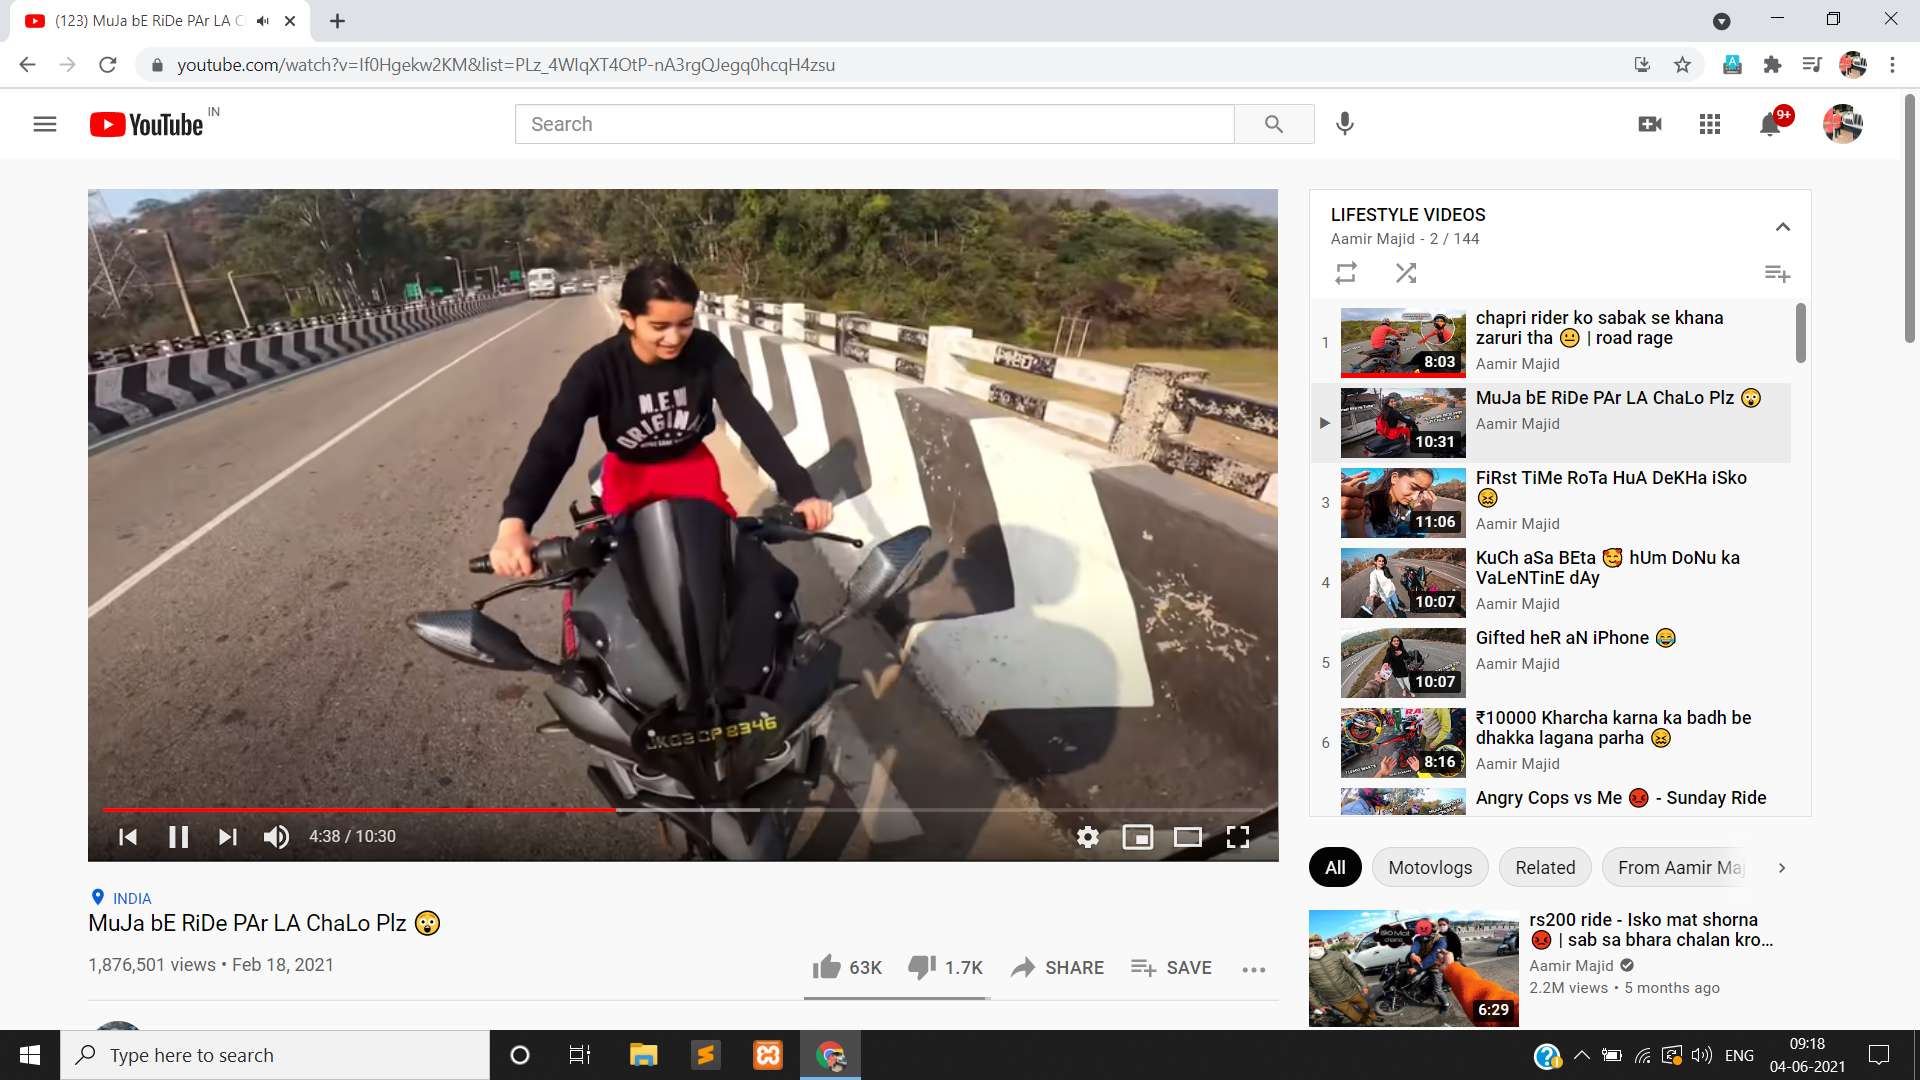 (123) MuJa bE RiDe PAr LA C
youtube.com/watch?v=If0Hgekw2KM&list=PLz_4WIqXT4OtP-nA3rgQJegq0hcqH4zsu
YouTube IN
Search
9+
N.E.W
ORIGINAL
JK03CP8346
4:38 / 10:30
INDIA
MuJa bE RiDe PAr LA ChaLo Plz 😲
1,876,501 views • Feb 18, 2021
63K
1.7K
SHARE
SAVE
LIFESTYLE VIDEOS
Aamir Majid - 2 / 144
1
8:03
chapri rider ko sabak se khana
zaruri tha 😐 | road rage
Aamir Majid
10:31
MuJa bE RiDe PAr LA ChaLo Plz 😲
Aamir Majid
3
11:06
FiRst TiMe RoTa HuA DeKHa iSko
😖
Aamir Majid
4
10:07
KuCh aSa BEta 🥰 hUm DoNu ka
VaLeNTinE dAy
Aamir Majid
5
10:07
Gifted heR aN iPhone 😂
Aamir Majid
6
8:16
₹10000 Kharcha karna ka badh be
dhakka lagana parha 😖
Aamir Majid
Angry Cops vs Me 😡 - Sunday Ride
All
Motovlogs
Related
From Aamir Maj
6:29
rs200 ride - Isko mat shorna
😡 | sab sa bhara chalan kro...
Aamir Majid
2.2M views • 5 months ago
Type here to search
ENG
09:18
04-06-2021